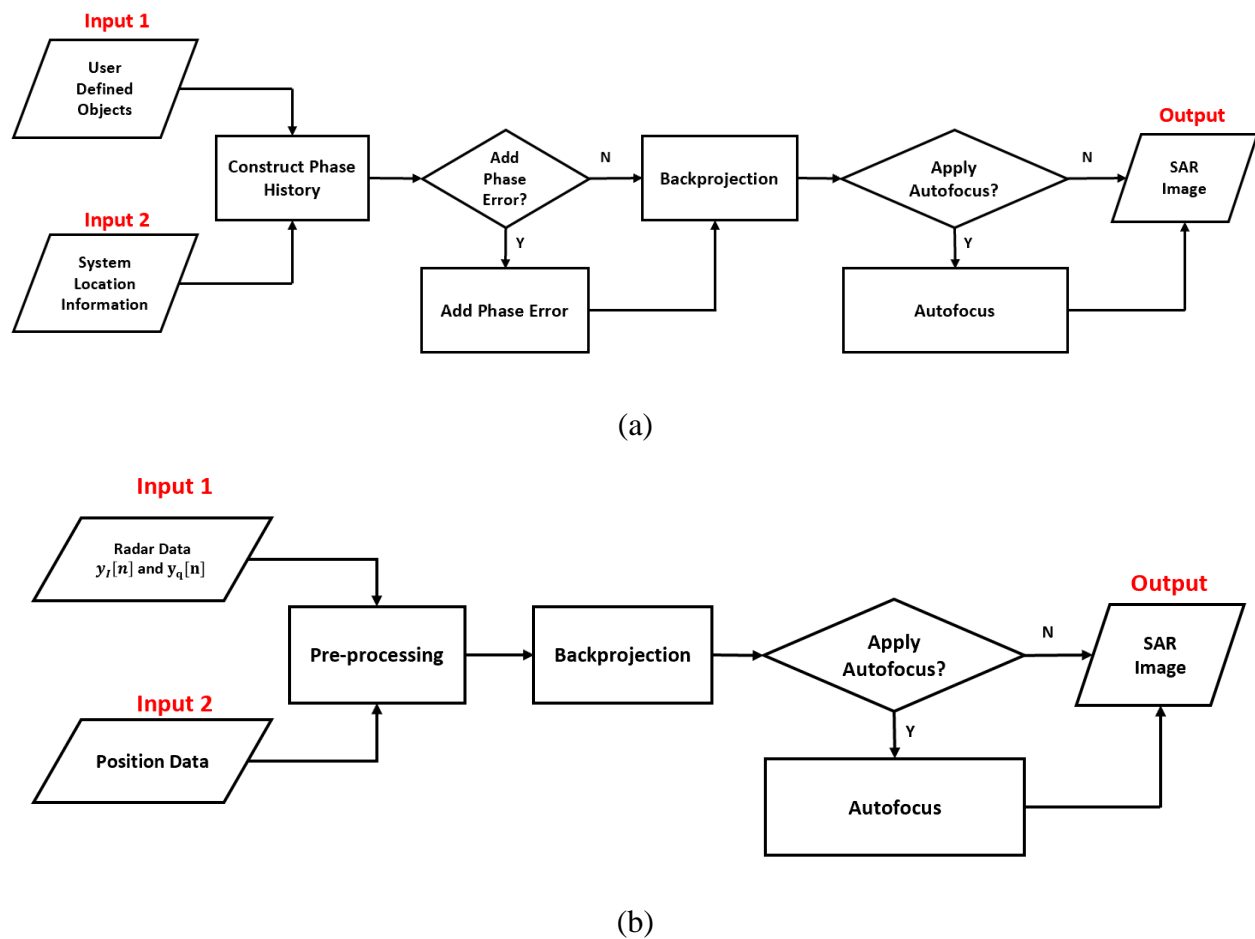 Input 1
User
Defined
Objects
Input 2
System
Location
Information
Construct Phase
History
Add
Phase
Error?
N
Y
Add Phase Error
Backprojection
Apply
Autofocus?
N
Y
Autofocus
Output
SAR
Image
(a)
Input 1
Radar Data
y_I[n] and y_q[n]
Input 2
Position Data
Pre-processing
Backprojection
Apply
Autofocus?
N
Y
Autofocus
Output
SAR
Image
(b)